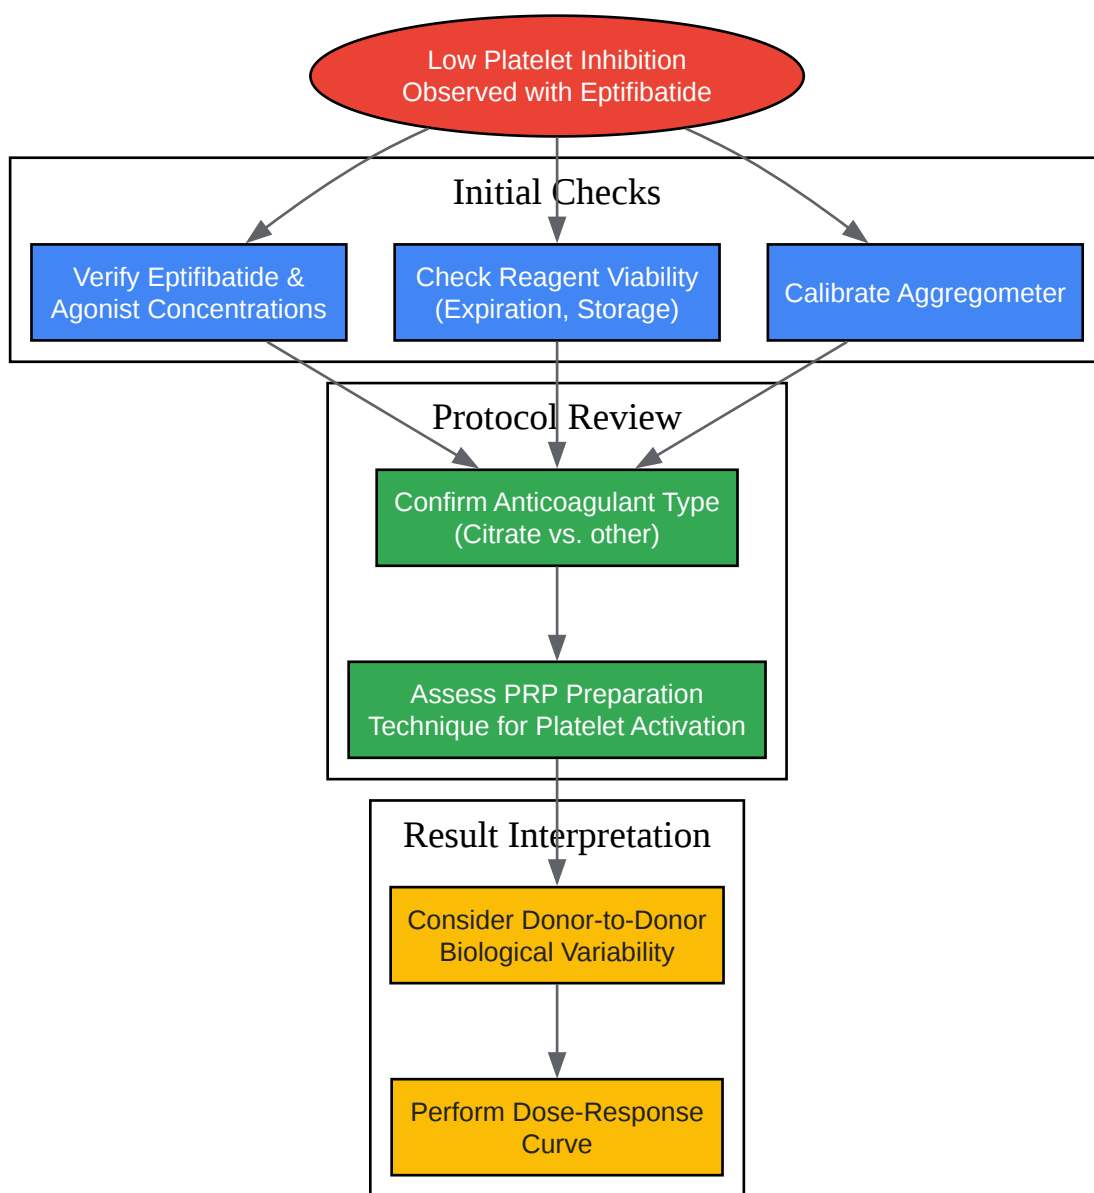 Low Platelet Inhibition
Observed with Eptifibatide
Initial Checks
Verify Eptifibatide &
Agonist Concentrations
Check Reagent Viability
(Expiration, Storage)
Calibrate Aggregometer
Protocol Review
Confirm Anticoagulant Type
(Citrate vs. other)
Assess PRP Preparation
Technique for Platelet Activation
Result Interpretation
Consider Donor-to-Donor
Biological Variability
Perform Dose-Response
Curve